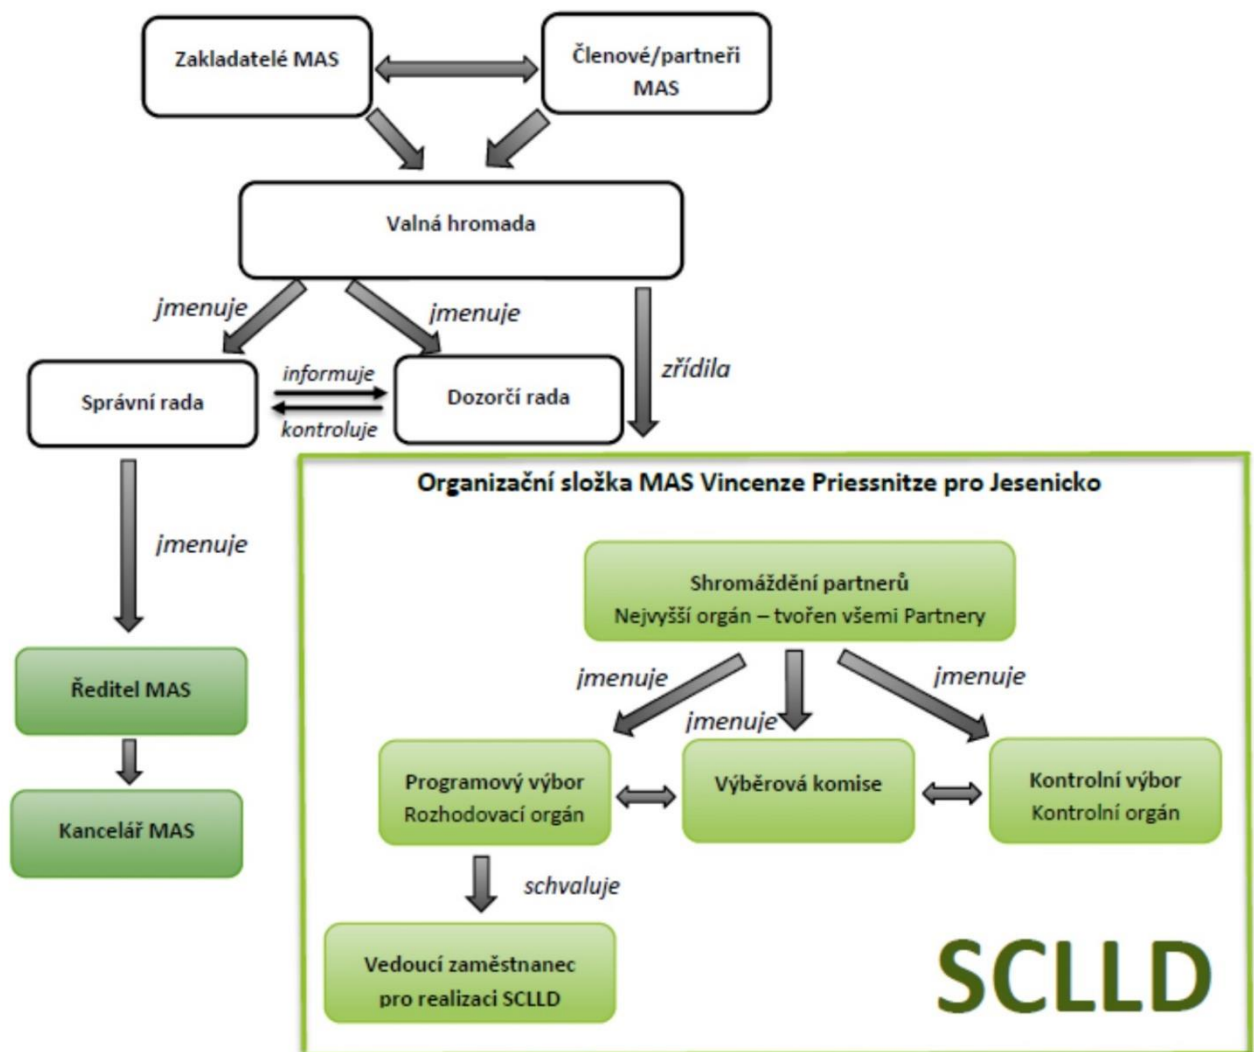 Zakladatelé MAS
Členové/partneři
MAS
Valná hromada
jmenuje
jmenuje
zřídila
Správní rada
informuje
kontroluje
Dozorčí rada
Organizační složka MAS Vincenze Priessnitze pro Jesenicko
jmenuje
Shromáždění partnerů
Nejvyšší orgán – tvořen všemi Partnery
jmenuje
jmenuje
jmenuje
Ředitel MAS
Programový výbor
Rozhodovací orgán
Výběrová komise
Kontrolní výbor
Kontrolní orgán
Kancelář MAS
schvaluje
Vedoucí zaměstnanec
pro realizaci SCLLD
SCLLD